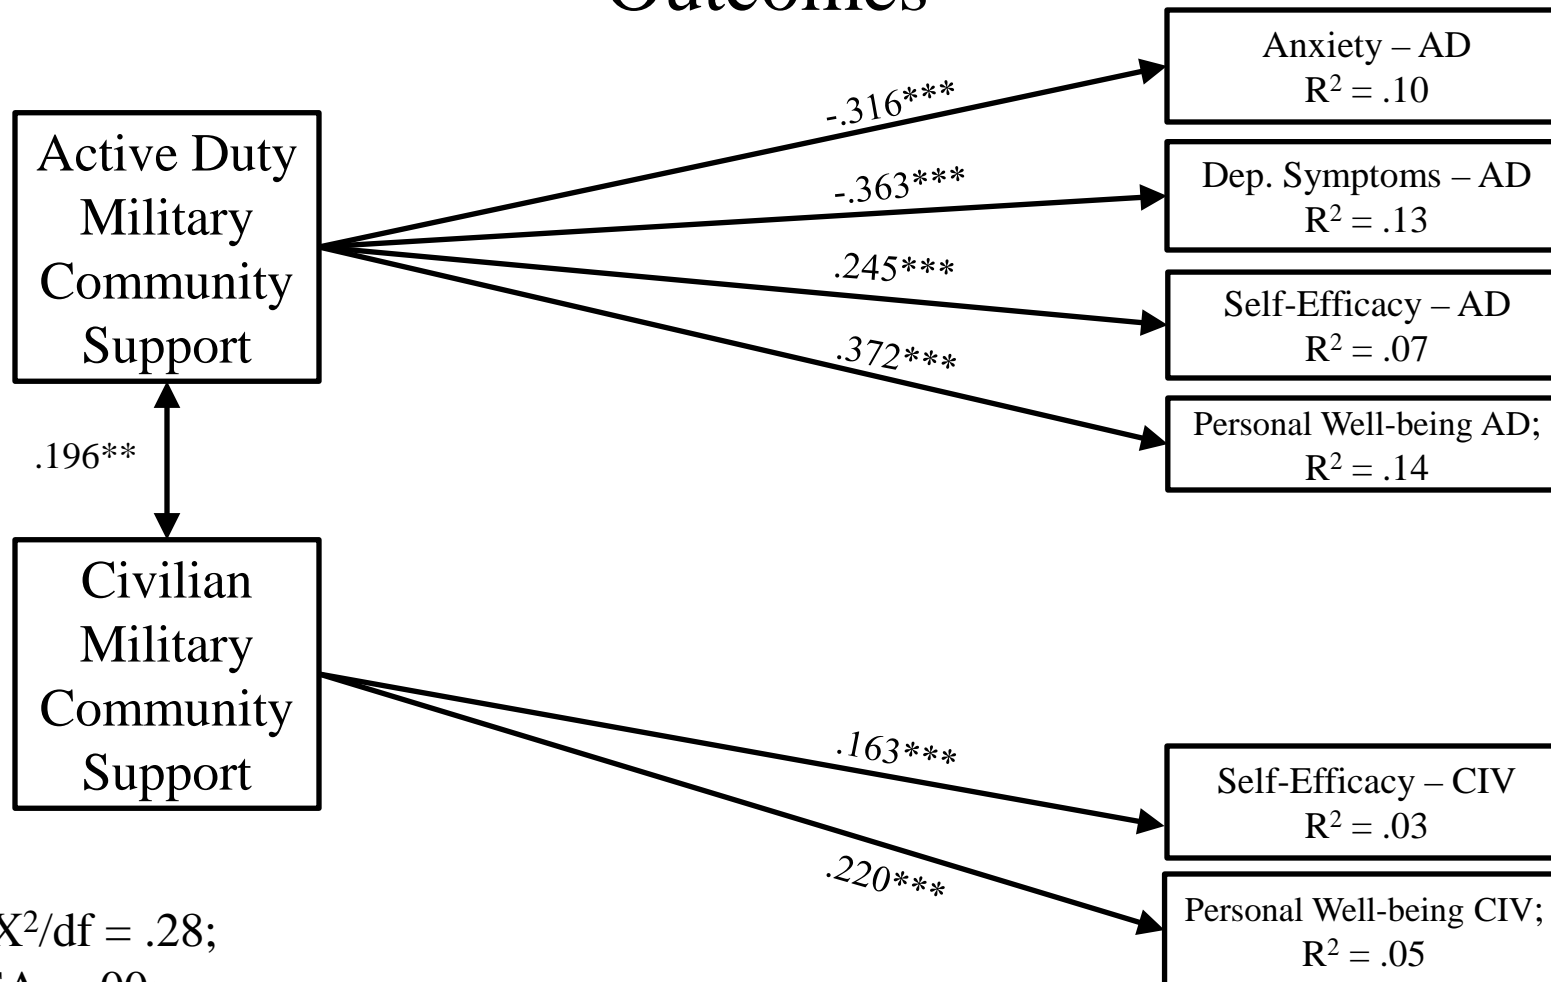 Outcomes
Active Duty
Military
Community
Support
.196**
Civilian
Military
Community
Support
-.316***
-.363***
.245***
.372***
.163***
.220***
Anxiety – AD
R² = .10
Dep. Symptoms – AD
R² = .13
Self-Efficacy – AD
R² = .07
Personal Well-being AD;
R² = .14
Self-Efficacy – CIV
R² = .03
Personal Well-being CIV;
R² = .05
X²/df = .28;